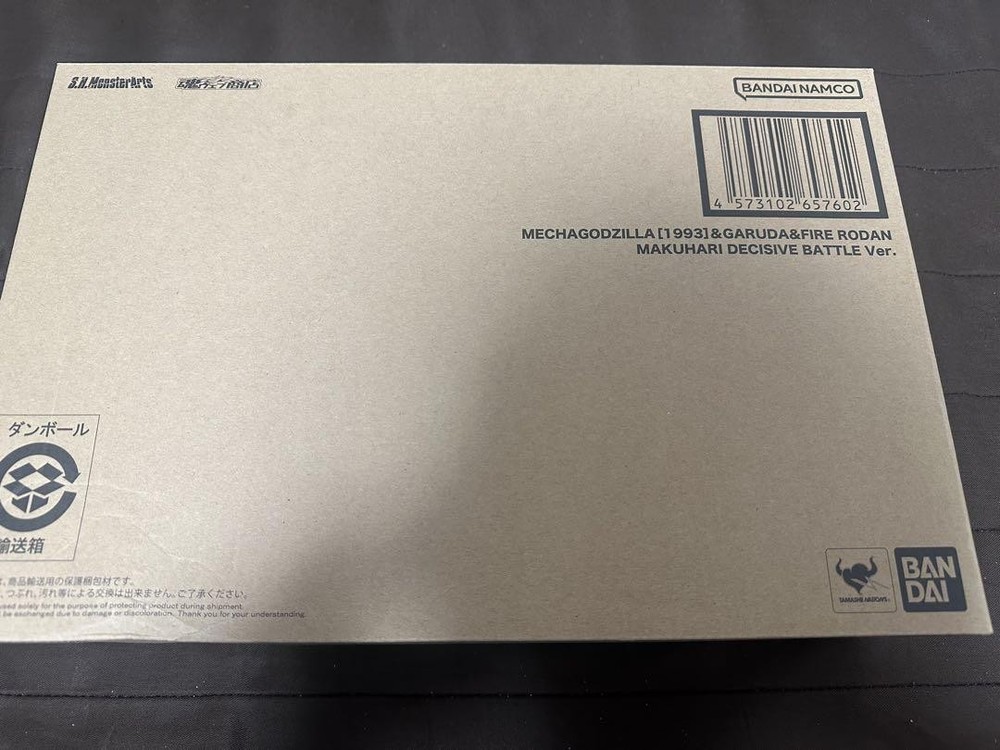 S.H.MonsterArts 魂ウェブ商店
BANDAI NAMCO
4 573102 657602
MECHAGODZILLA[1993]&GARUDA&FIRE RODAN
MAKUHARI DECISIVE BATTLE Ver.
ダンボール
輸送箱
、商品輸送用の保護梱包材です。
、つぶれ、汚れ等による交換は出来ません。ご了承ください。
used solely for the purpose of protecting product during shipment.
be exchanged due to damage or discoloration. Thank you for your understanding.
TAMASHII NATIONS
BAN
DAI